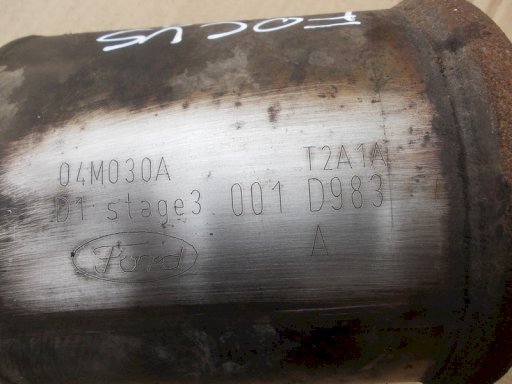 FOCUS
04M030A T2A1A
D1 stage3 001 D983
A
Ford